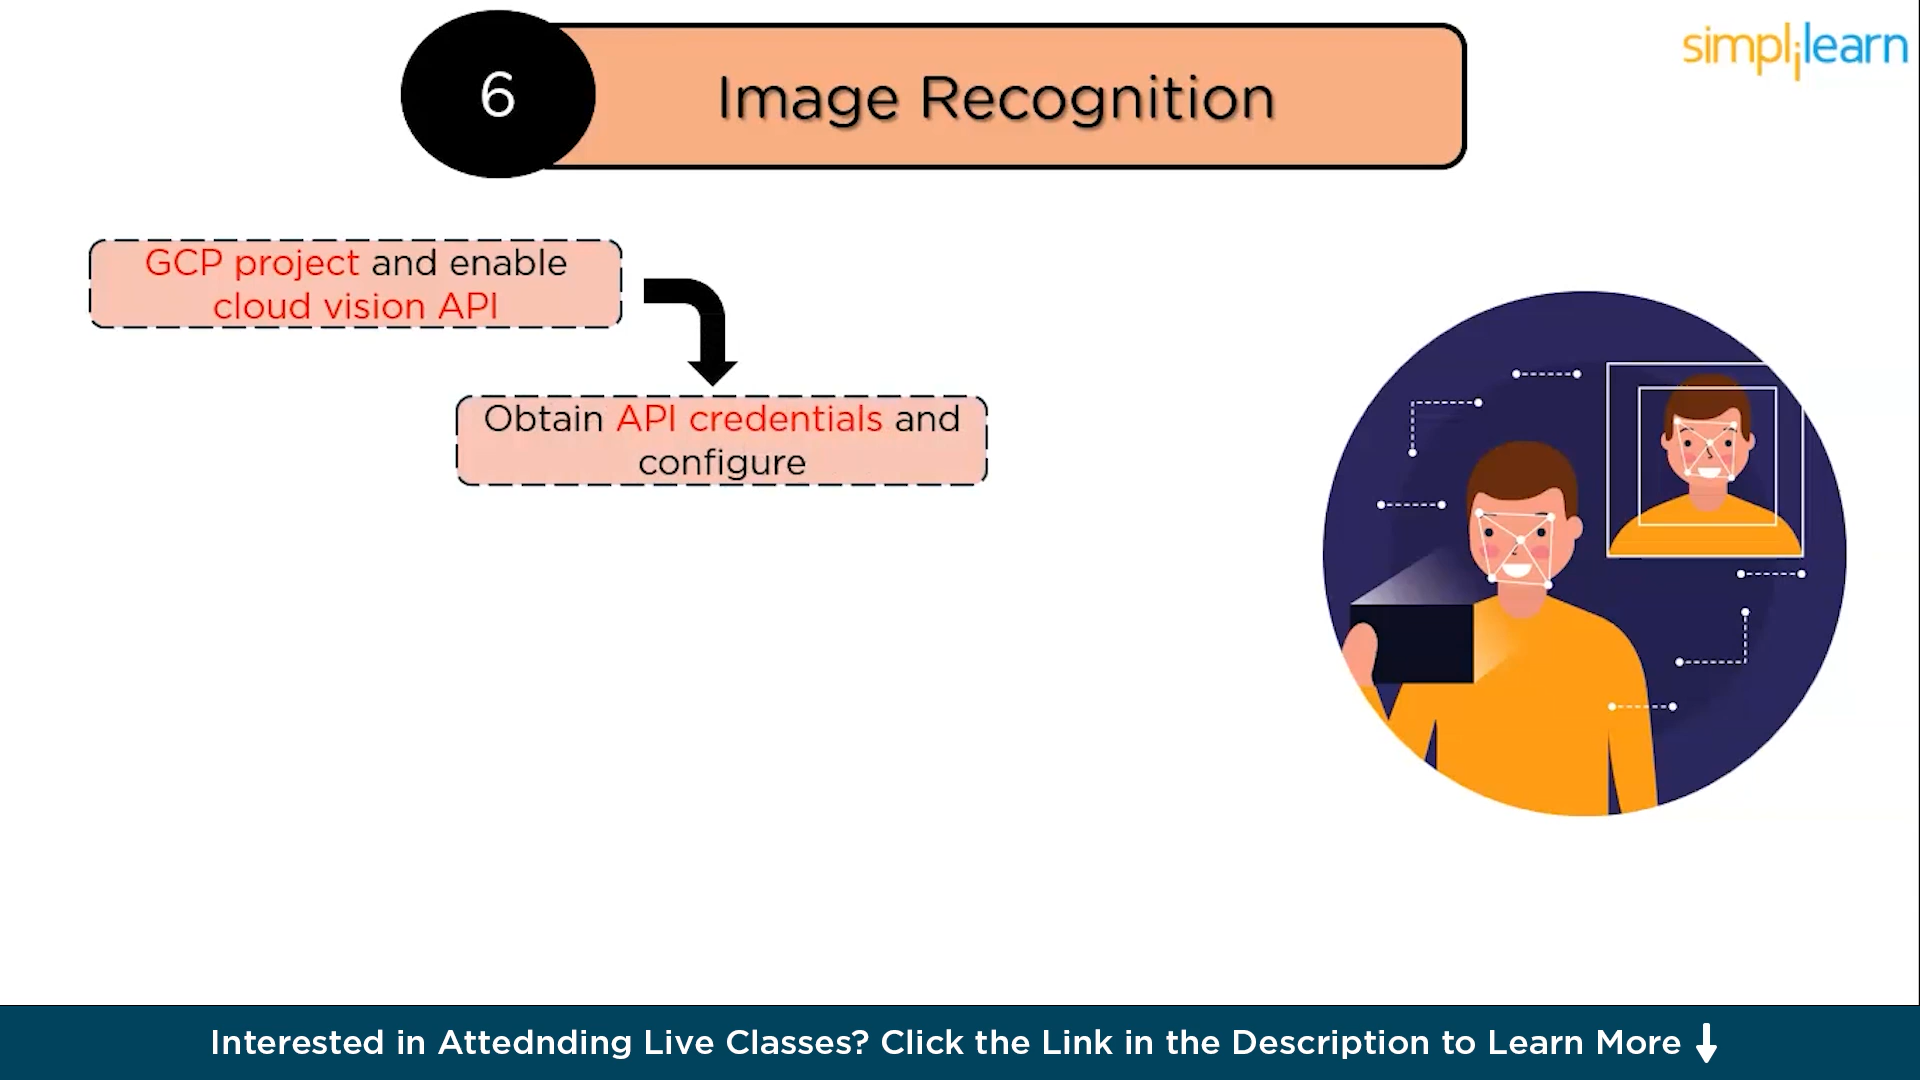 6
Image Recognition
simplilearn
GCP project and enable
cloud vision API
Obtain API credentials and
configure
Interested in Attednding Live Classes? Click the Link in the Description to Learn More